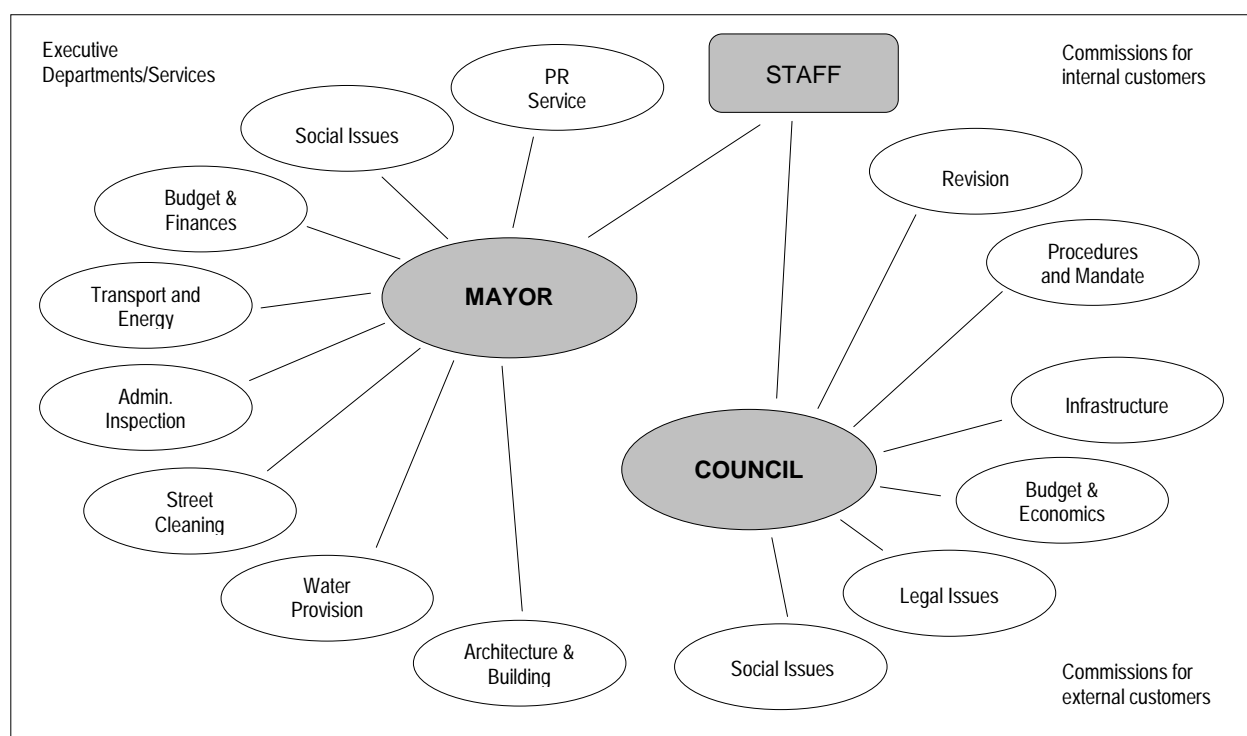 Executive
Departments/Services
PR
Service
STAFF
Commissions for
internal customers
Social Issues
Revision
Budget &
Finances
Procedures
and Mandate
Transport and
Energy
MAYOR
Admin.
Inspection
Infrastructure
COUNCIL
Street
Cleaning
Budget &
Economics
Water
Provision
Legal Issues
Architecture &
Building
Social Issues
Commissions for
external customers